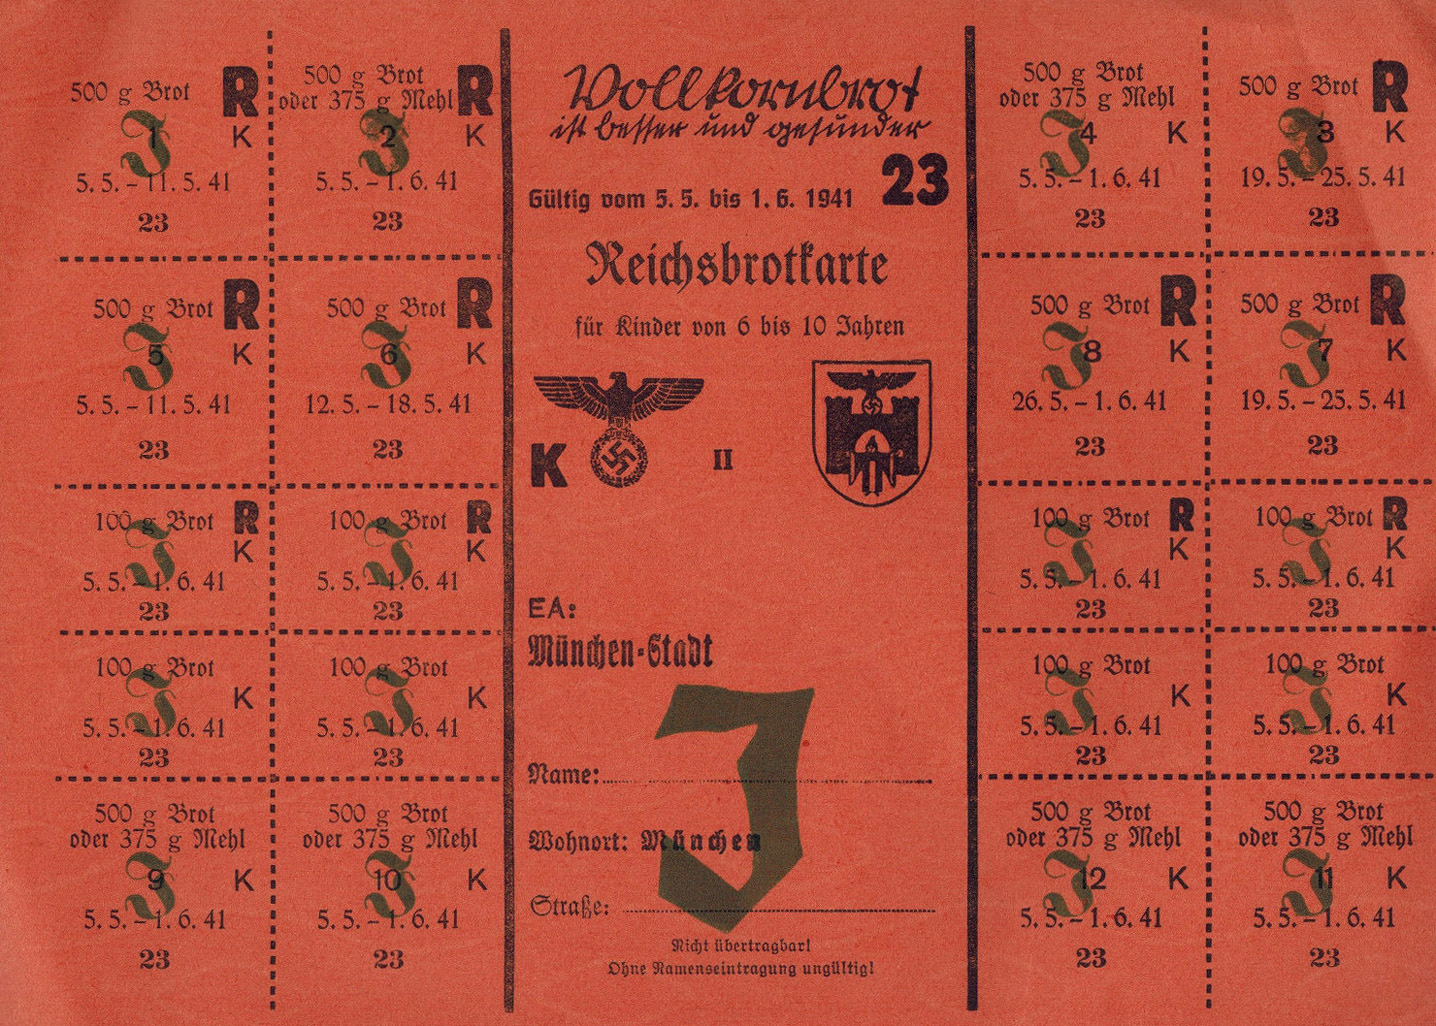 500 g Brot R
J 1 K
5. 5. – 11. 5. 41
23
500 g Brot
oder 375 g Mehl R
J 2 K
5. 5. – 1. 6. 41
23
500 g Brot R
J 5 K
5. 5. – 11. 5. 41
23
500 g Brot R
J 6 K
12. 5. – 18. 5. 41
23
100 g Brot R
J K
5. 5. – 1. 6. 41
23
100 g Brot R
J K
5. 5. – 1. 6. 41
23
100 g Brot
J K
5. 5. – 1. 6. 41
23
100 g Brot
J K
5. 5. – 1. 6. 41
23
500 g Brot
oder 375 g Mehl
J 9 K
5. 5. – 1. 6. 41
23
500 g Brot
oder 375 g Mehl
J 10 K
5. 5. – 1. 6. 41
23
Vollkornbrot
ist besser und gesünder
23
Gültig vom 5. 5. bis 1. 6. 1941
Reichsbrotkarte
für Kinder von 6 bis 10 Jahren
K II
EA:
München-Stadt
J
Name:
Wohnort: München
Straße:
Nicht übertragbar!
Ohne Namenseintragung ungültig!
500 g Brot
oder 375 g Mehl
J 4 K
5. 5. – 1. 6. 41
23
500 g Brot R
J 3 K
19. 5. – 25. 5. 41
23
500 g Brot R
J 8 K
26. 5. – 1. 6. 41
23
500 g Brot R
J 7 K
19. 5. – 25. 5. 41
23
100 g Brot R
J K
5. 5. – 1. 6. 41
23
100 g Brot R
J K
5. 5. – 1. 6. 41
23
100 g Brot
J K
5. 5. – 1. 6. 41
23
100 g Brot
J K
5. 5. – 1. 6. 41
23
500 g Brot
oder 375 g Mehl
J 12 K
5. 5. – 1. 6. 41
23
500 g Brot
oder 375 g Mehl
J 11 K
5. 5. – 1. 6. 41
23